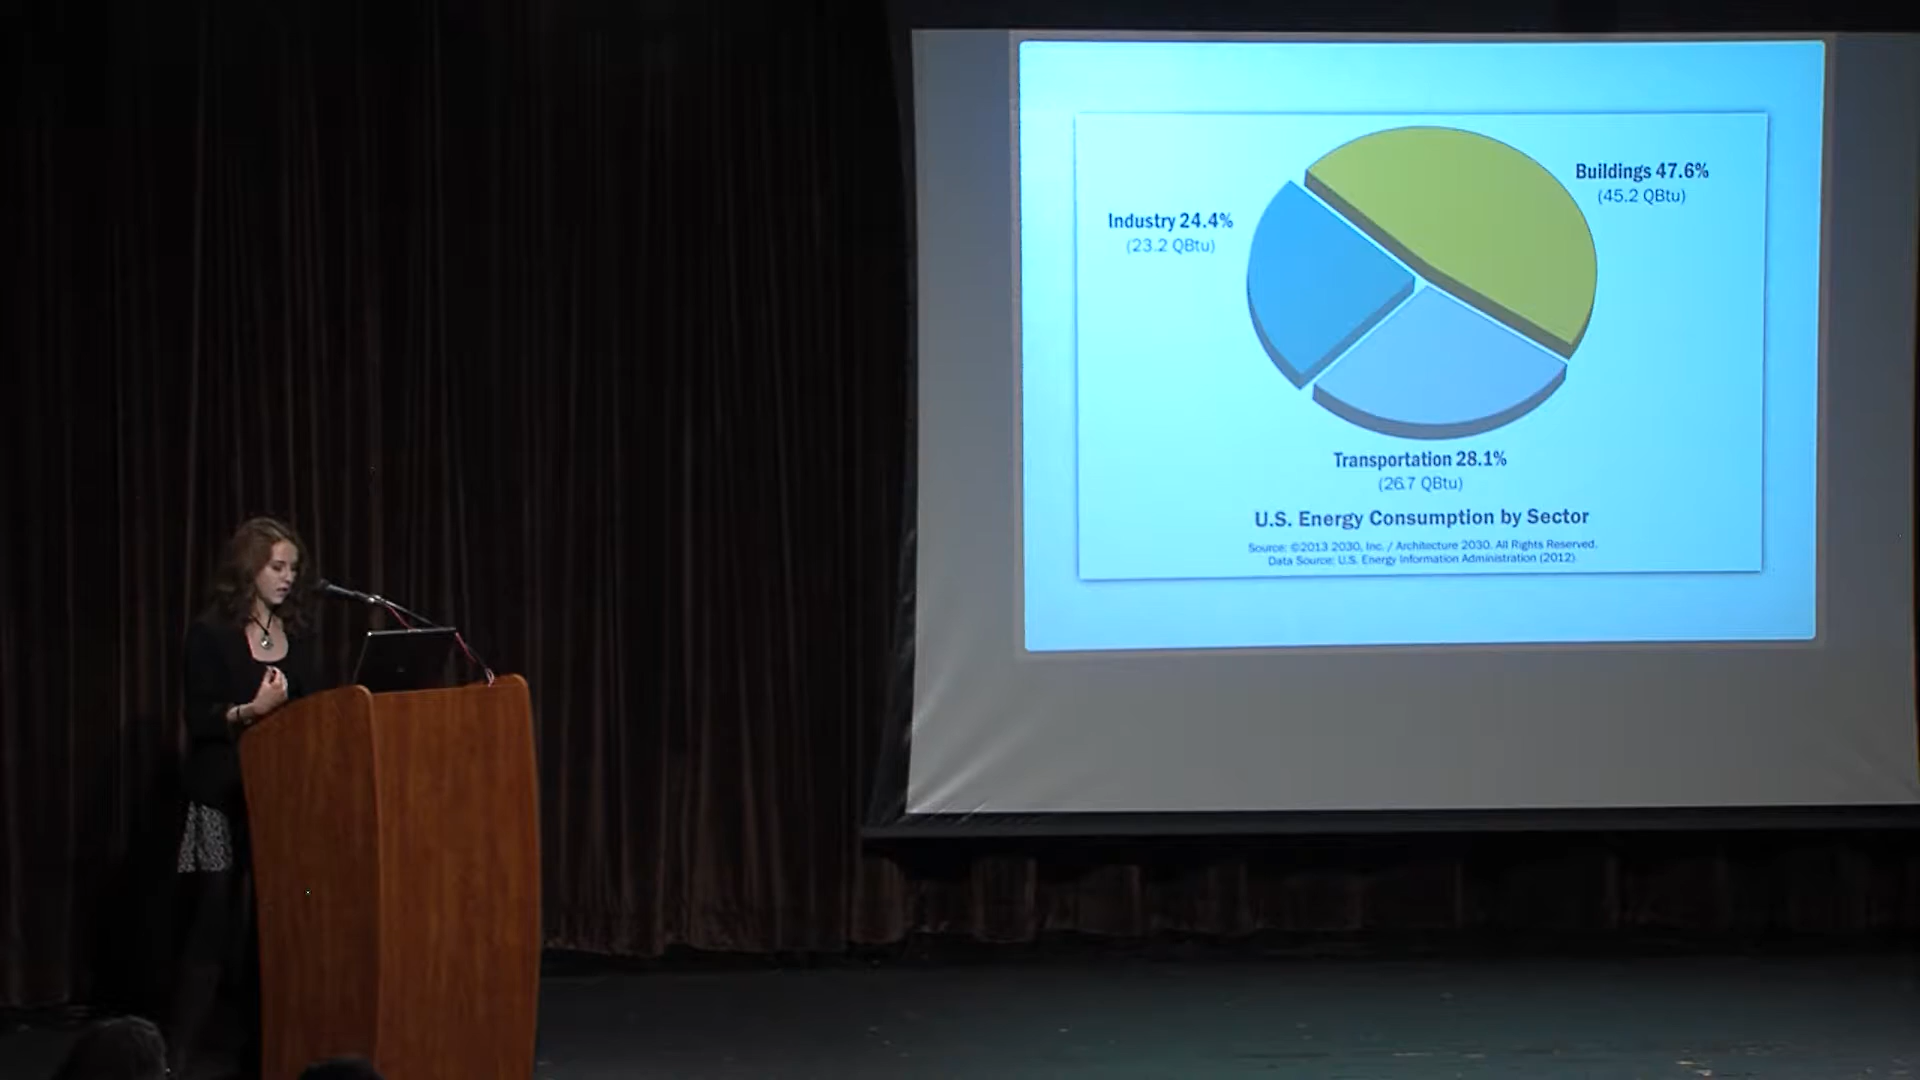 Buildings 47.6%
(45.2 QBtu)
Industry 24.4%
(23.2 QBtu)
Transportation 28.1%
(26.7 QBtu)
U.S. Energy Consumption by Sector
Source: ©2013 2030, Inc. / Architecture 2030. All Rights Reserved.
Data Source: U.S. Energy Information Administration (2012).